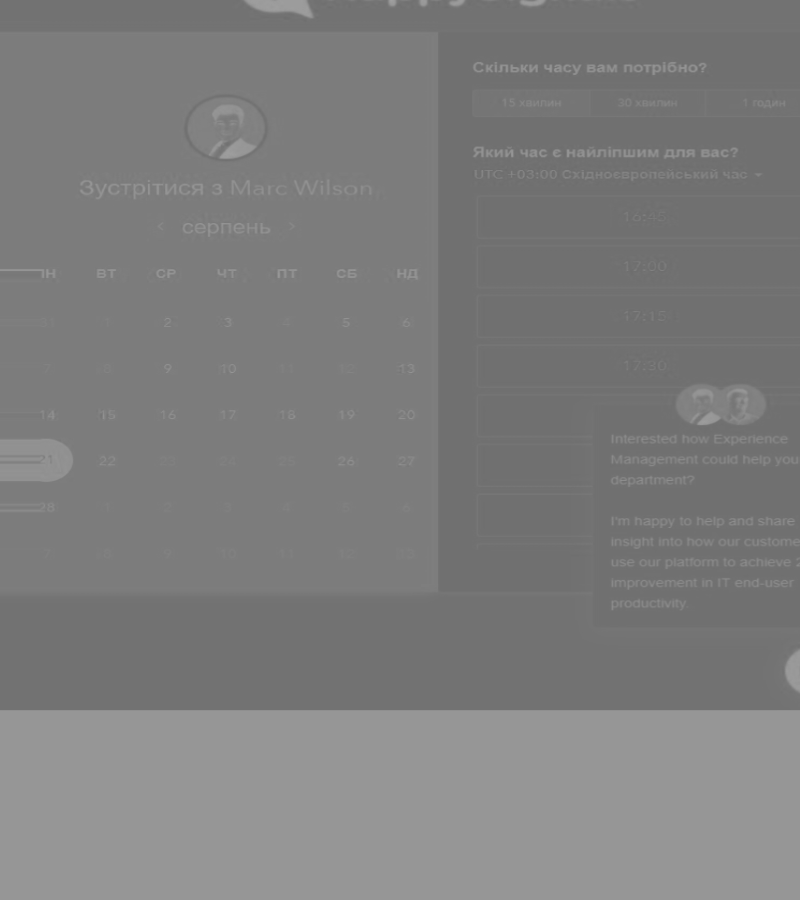 Зустрітися з Marc Wilson.
< серпень >
ПН ВТ СР ЧТ ПТ СБ НД
2 3 5 6
7 8 9 10 11 12 13
14 15 16 17 18 19 20
21 22 23 24 25 26 27
28 1 2 3 4 5 6
7 8 9 10 11 12 13
Скільки часу вам потрібно?
15 хвилин 30 хвилин 1 годин
Який час є найліпшим для вас?
UTC +03:00 Східноєвропейський час
16:45
17:00
17:15
17:30
Interested how Experience
Management could help you
department?
I'm happy to help and share
insight into how our custome
use our platform to achieve 2
improvement in IT end-user
productivity.